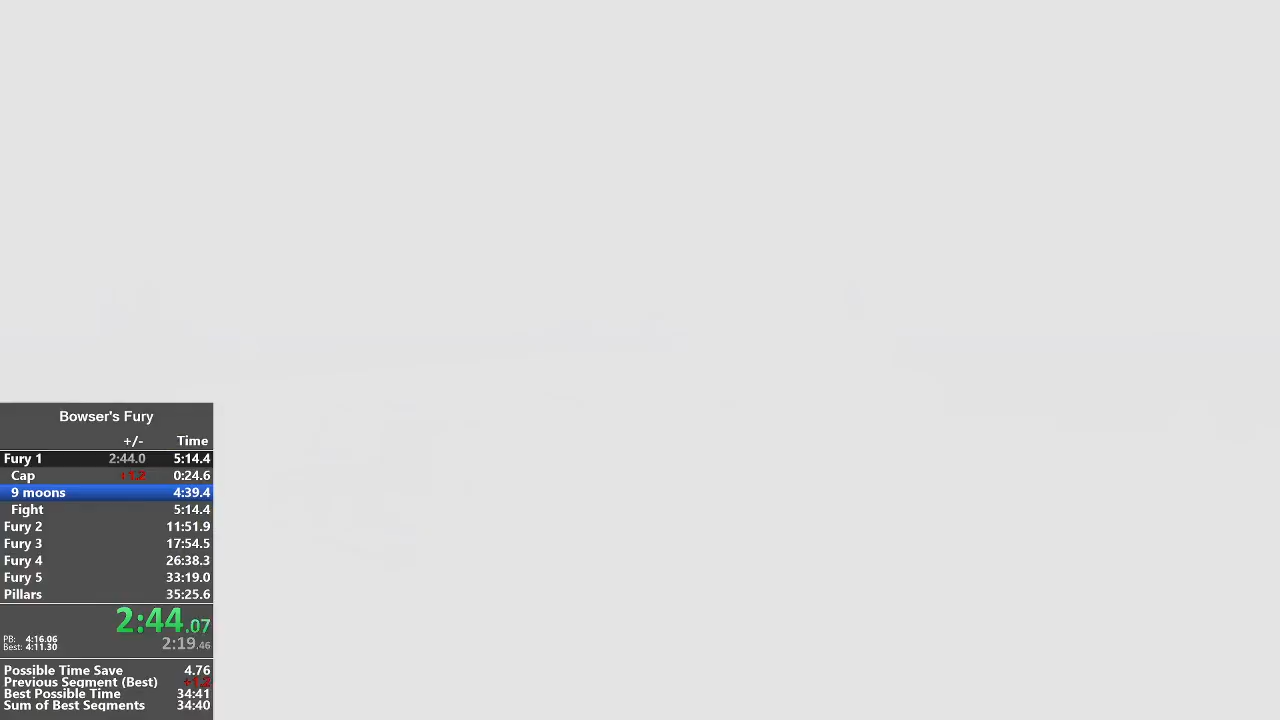 Bowser's Fury
+/- Time
Fury 1 2:44.0 5:14.4
Cap +1.2 0:24.6
9 moons 4:39.4
Fight 5:14.4
Fury 2 11:51.9
Fury 3 17:54.5
Fury 4 26:38.3
Fury 5 33:19.0
Pillars 35:25.6
2:44.07
PB: 4:16.06
Best: 4:11.30
2:19.46
Possible Time Save 4.76
Previous Segment (Best) +1.2
Best Possible Time 34:41
Sum of Best Segments 34:40